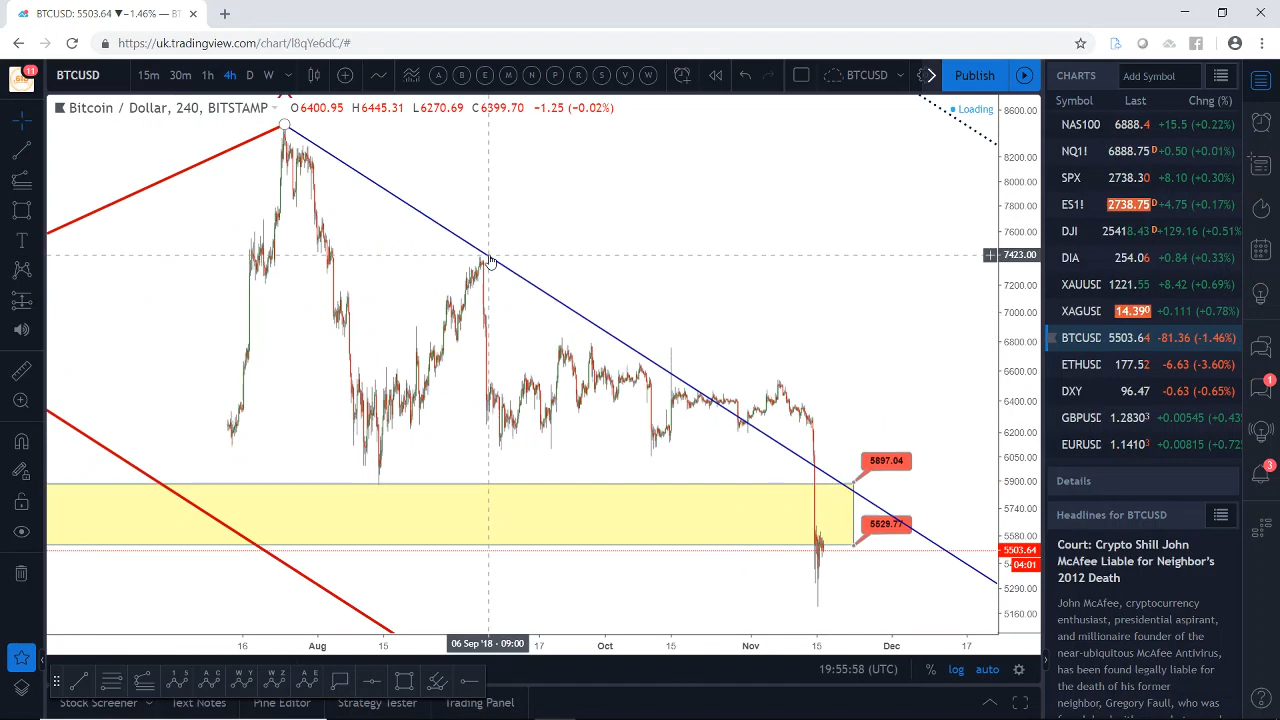 BTCUSD: 5503.64 ▼−1.46% —
https://uk.tradingview.com/chart/l8qYe6dC/#
11
BTCUSD 15m 30m 1h 4h D W A C E H M N P S R S V W BTCUSD Publish
Bitcoin / Dollar, 240, BITSTAMP O6400.95 H6445.31 L6270.69 C6399.70 −1.25 (−0.02%)
Loading
8600.00
8200.00
8000.00
7800.00
7600.00
7423.00
7200.00
7000.00
6800.00
6600.00
6400.00
6200.00
6050.00
5900.00
5740.00
5580.00
5503.64
04:01
5290.00
5160.00
5897.04
5529.77
16 Aug 15 06 Sep '18 - 09:00 17 Oct 15 Nov 15 Dec 17
19:55:58 (UTC) % log auto
Stock Screener Text Notes Pine Editor Strategy Tester Trading Panel
CHARTS Add Symbol
Symbol Last Chg (%)
NAS100 6888.4 +15.5 (+0.22%)
NQ1! 6888.75 D +0.50 (+0.01%)
SPX 2738.30 +8.10 (+0.30%)
ES1! 2738.75 D +4.75 (+0.17%)
DJI 25418.43 D +129.16 (+0.51%
DIA 254.06 +0.84 (+0.33%)
XAUUSD 1221.55 +8.42 (+0.69%)
XAGUSD 14.390 +0.111 (+0.78%)
BTCUSD 5503.64 −81.36 (−1.46%)
ETHUSD 177.52 −6.63 (−3.60%)
DXY 96.47 −0.63 (−0.65%)
GBPUSD 1.28303 +0.00545 (+0.43
EURUSD 1.14103 +0.00815 (+0.72
Details
Headlines for BTCUSD
Court: Crypto Shill John
McAfee Liable for Neighbor's
2012 Death
John McAfee, cryptocurrency
enthusiast, presidential aspirant,
and millionaire founder of the
near-ubiquitous McAfee Antivirus,
has been found legally liable for
the death of his former
neighbor, Gregory Faull, who was
1
3